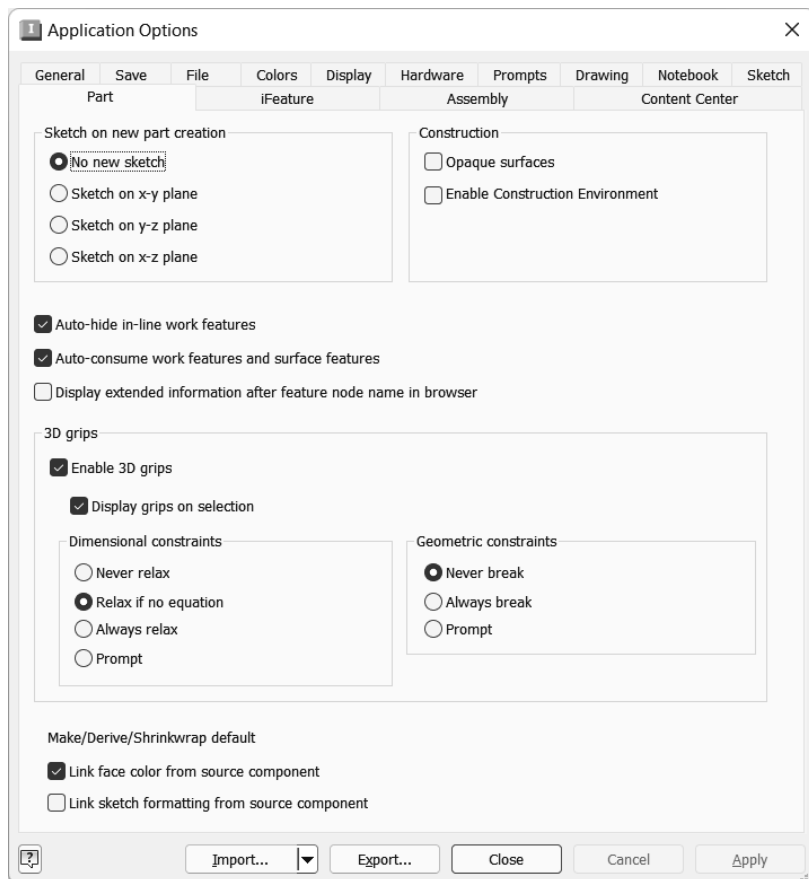 I Application Options
General Save File Colors Display Hardware Prompts Drawing Notebook Sketch
Part iFeature Assembly Content Center
Sketch on new part creation
No new sketch
Sketch on x-y plane
Sketch on y-z plane
Sketch on x-z plane
Construction
Opaque surfaces
Enable Construction Environment
Auto-hide in-line work features
Auto-consume work features and surface features
Display extended information after feature node name in browser
3D grips
Enable 3D grips
Display grips on selection
Dimensional constraints
Never relax
Relax if no equation
Always relax
Prompt
Geometric constraints
Never break
Always break
Prompt
Make/Derive/Shrinkwrap default
Link face color from source component
Link sketch formatting from source component
? Import... Export... Close Cancel Apply